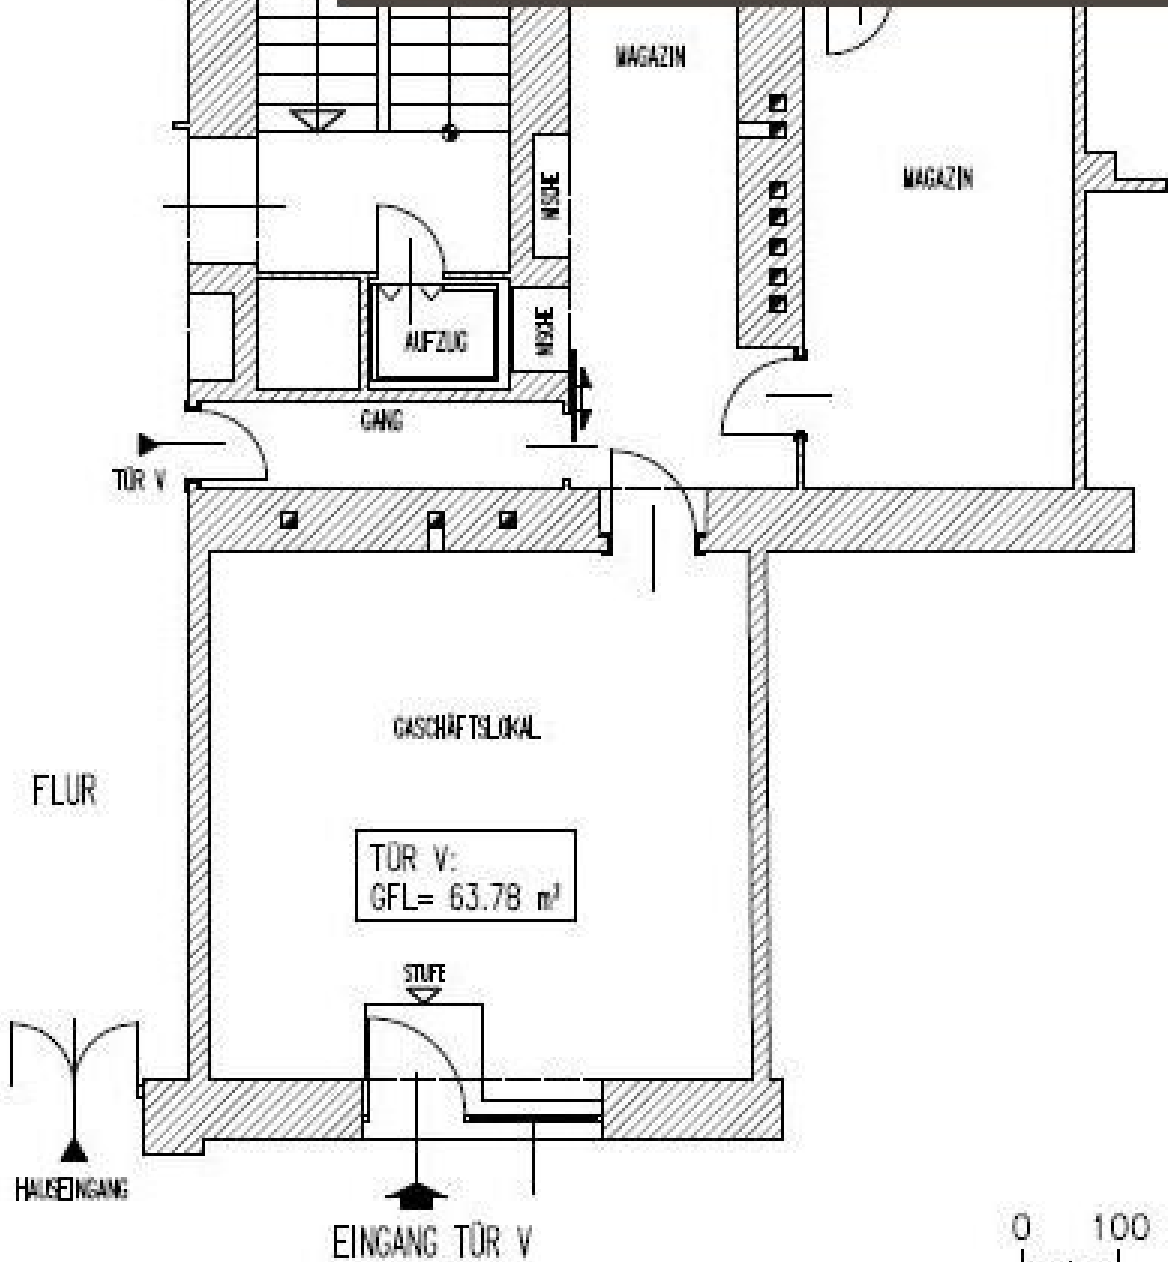 MAGAZIN
MAGAZIN
NISCHE
NISCHE
AUFZUG
GANG
TÜR V
GASCHÄFTSLOKAL
FLUR
TÜR V:
GFL= 63.78 m²
STUFE
HAUSEINGANG
EINGANG TÜR V
0 100